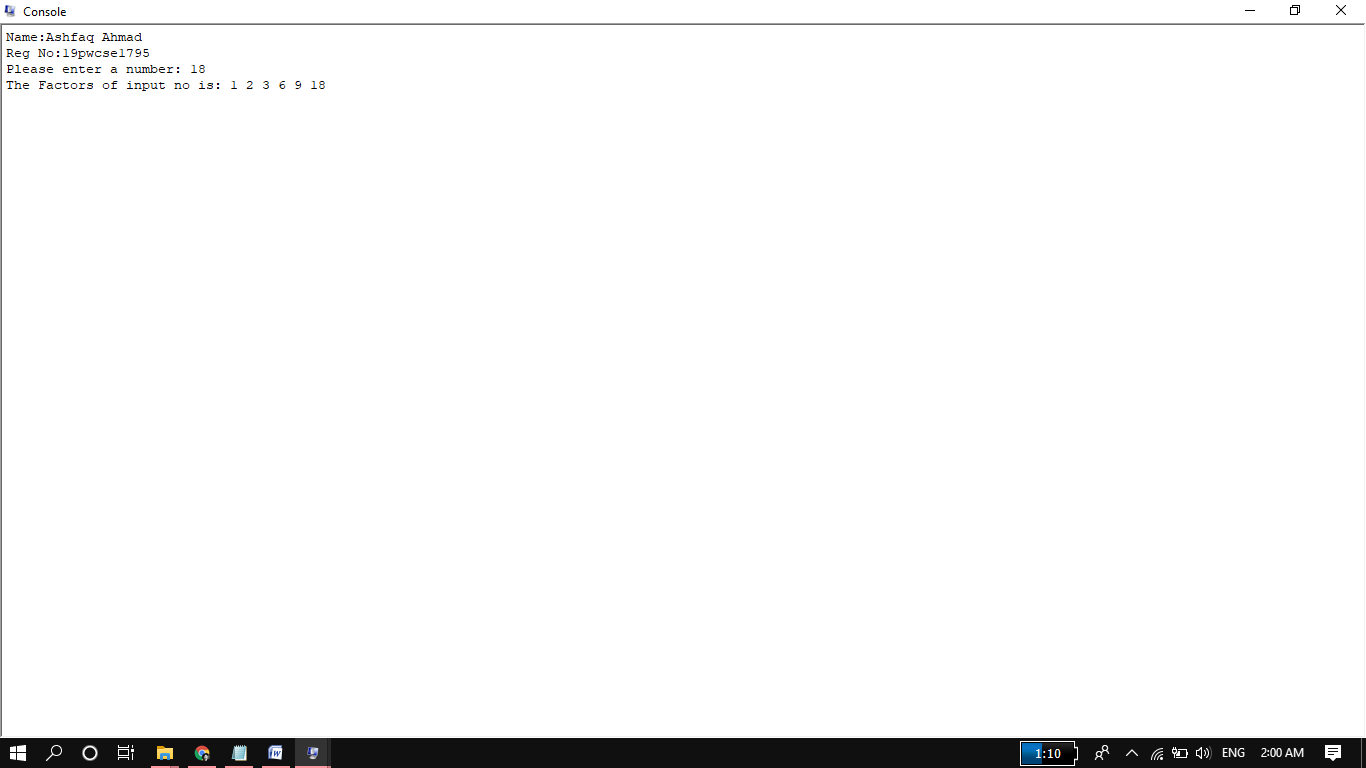 Console
Name:Ashfaq Ahmad
Reg No:19pwcse1795
Please enter a number: 18
The Factors of input no is: 1 2 3 6 9 18
1:10
ENG
2:00 AM